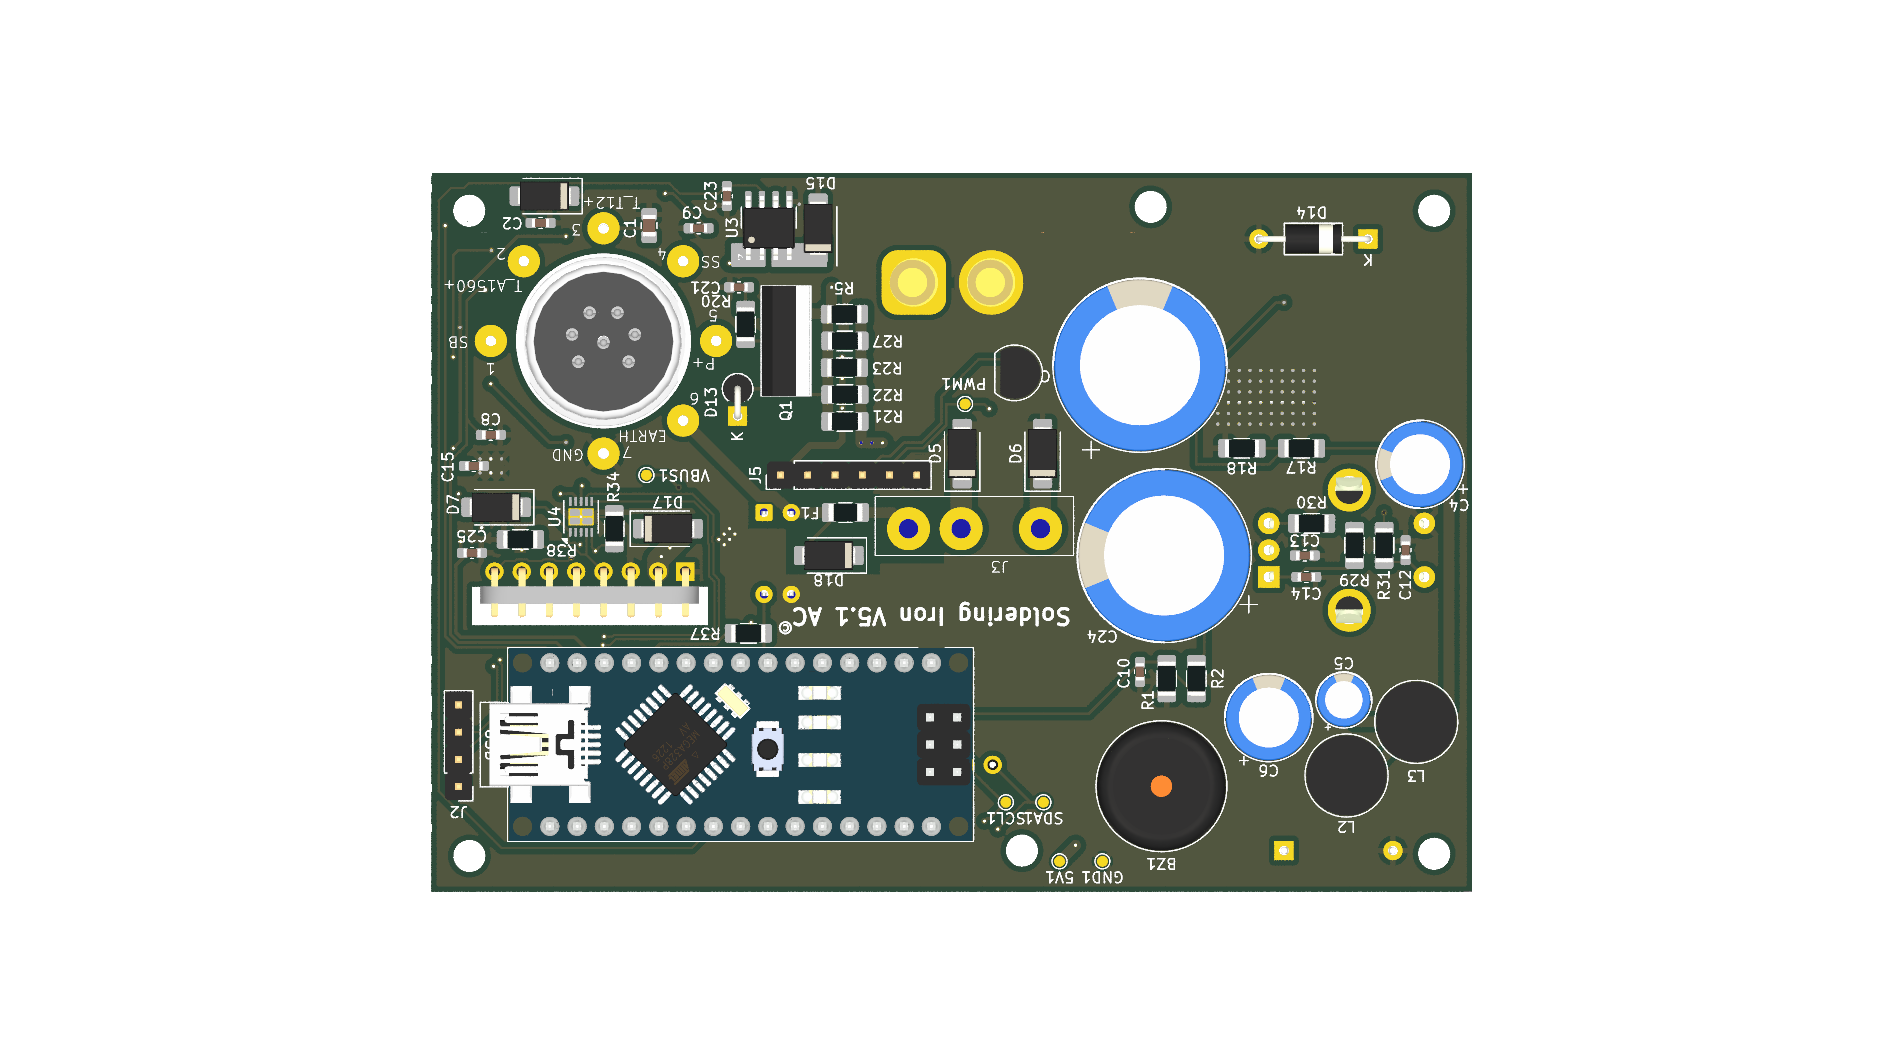 D15
C23
T_T12+
C2
3
C1
C9
U3
D14
2
4
SS
K
T_A1560+
C21
R20
R5
5
SB
R27
1
P+
R23
PWM1
D13
6
R22
Q1
R21
C8
K
EARTH
7
GND
D5
D6
C15
VBUS1
J5
R18
R17
R34
D7
D17
U4
F1
R30
C4
C25
R38
C13
J3
D18
R29
R31
C12
C14
Soldering Iron V5.1 AC
R37
C24
C10
R1
R2
C5
MEGA328P
AV 1226
C6
L3
J2
SCL1
SDA1
L2
BZ1
5V1
GND1